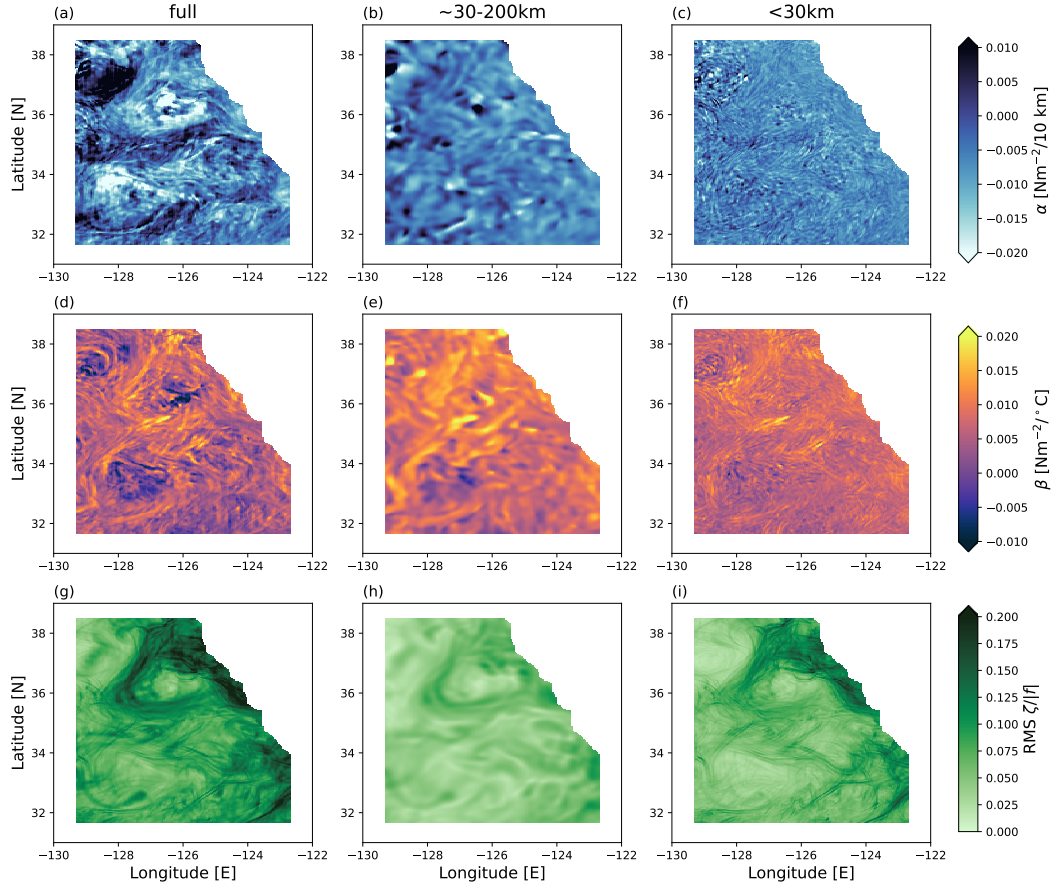 (a) full (b) ~30-200km (c) <30km
38
36
34
32
Latitude [N]
−130 −128 −126 −124 −122
38
36
34
32
−130 −128 −126 −124 −122
38
36
34
32
−130 −128 −126 −124 −122
0.010
0.005
0.000
−0.005
−0.010
−0.015
−0.020
α [Nm−2/10 km]
(d) (e) (f)
38
36
34
32
Latitude [N]
−130 −128 −126 −124 −122
38
36
34
32
−130 −128 −126 −124 −122
38
36
34
32
−130 −128 −126 −124 −122
0.020
0.015
0.010
0.005
0.000
−0.005
−0.010
β [Nm−2/°C]
(g) (h) (i)
38
36
34
32
Latitude [N]
−130 −128 −126 −124 −122
Longitude [E]
38
36
34
32
−130 −128 −126 −124 −122
Longitude [E]
38
36
34
32
−130 −128 −126 −124 −122
Longitude [E]
0.200
0.175
0.150
0.125
0.100
0.075
0.050
0.025
0.000
RMS ζ/|f|